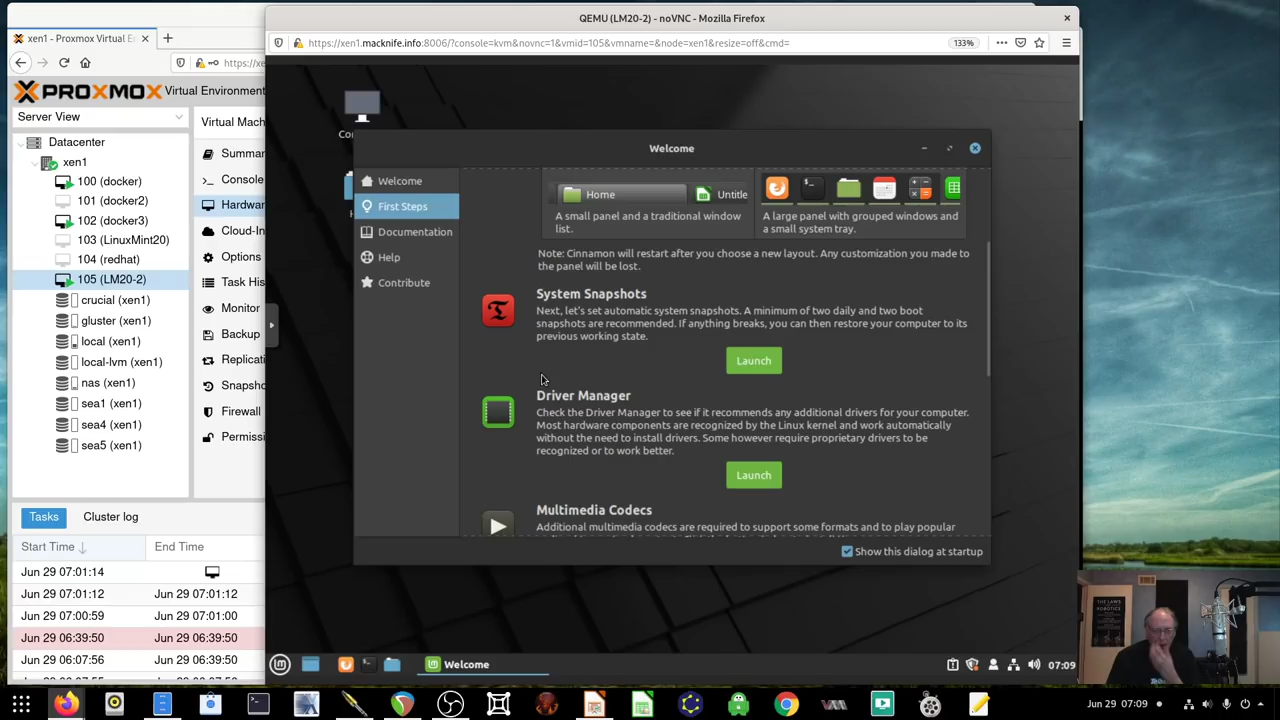 QEMU (LM20-2) - noVNC - Mozilla Firefox
xen1 - Proxmox Virtual E
https://xen1.macknife.info:8006/?console=kvm&novnc=1&vmid=105&vmname=&node=xen1&resize=off&cmd=
133%
https://xe
PROXMOX Virtual Environment
Server View
Datacenter
xen1
100 (docker)
101 (docker2)
102 (docker3)
103 (LinuxMint20)
104 (redhat)
105 (LM20-2)
crucial (xen1)
gluster (xen1)
local (xen1)
local-lvm (xen1)
nas (xen1)
sea1 (xen1)
sea4 (xen1)
sea5 (xen1)
Virtual Mach
Summa
Console
Hardw
Cloud-In
Options
Task His
Monitor
Backup
Replicati
Snapsho
Firewall
Permissi
Co
H
Welcome
Welcome
First Steps
Documentation
Help
Contribute
Home
Untitle
A small panel and a traditional window
list.
A large panel with grouped windows and
a small system tray.
Note: Cinnamon will restart after you choose a new layout. Any customization you made to
the panel will be lost.
System Snapshots
Next, let's set automatic system snapshots. A minimum of two daily and two boot
snapshots are recommended. If anything breaks, you can then restore your computer to its
previous working state.
Launch
Driver Manager
Check the Driver Manager to see if it recommends any additional drivers for your computer.
Most hardware components are recognized by the Linux kernel and work automatically
without the need to install drivers. Some however require proprietary drivers to be
recognized or to work better.
Launch
Multimedia Codecs
Additional multimedia codecs are required to support some formats and to play popular
Show this dialog at startup
Welcome
07:09
Tasks
Cluster log
Start Time
End Time
Jun 29 07:01:14
Jun 29 07:01:12
Jun 29 07:01:12
Jun 29 07:00:59
Jun 29 07:01:00
Jun 29 06:39:50
Jun 29 06:39:50
Jun 29 06:07:56
Jun 29 06:39:50
THE LAWS
ROBOTICS
Jun 29 07:09